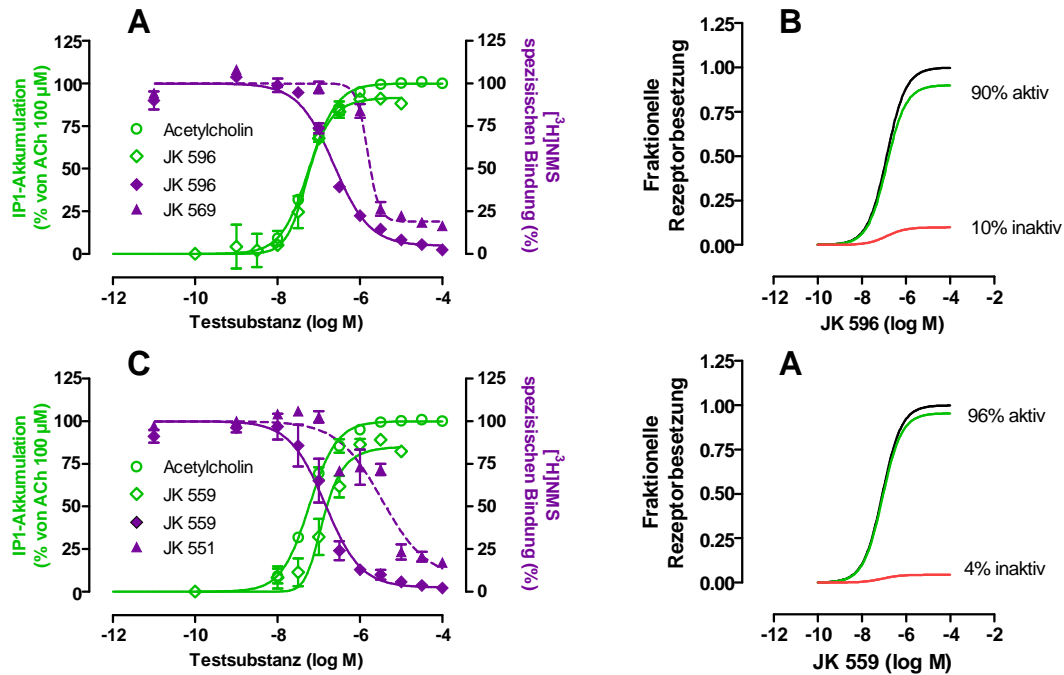 A
IP1-Akkumulation
(% von ACh 100 µM)
125
100
75
50
25
0
Acetylcholin
JK 596
JK 596
JK 569
125
100
75
50
25
0
[³H]NMS
spezisischen Bindung (%)
-12
-10
-8
-6
-4
Testsubstanz (log M)
B
Fraktionelle
Rezeptorbesetzung
1.25
1.00
0.75
0.50
0.25
0.00
90% aktiv
10% inaktiv
-12
-10
-8
-6
-4
-2
JK 596 (log M)
C
IP1-Akkumulation
(% von ACh 100 µM)
125
100
75
50
25
0
Acetylcholin
JK 559
JK 559
JK 551
125
100
75
50
25
0
[³H]NMS
spezisischen Bindung (%)
-12
-10
-8
-6
-4
Testsubstanz (log M)
A
Fraktionelle
Rezeptorbesetzung
1.25
1.00
0.75
0.50
0.25
0.00
96% aktiv
4% inaktiv
-12
-10
-8
-6
-4
-2
JK 559 (log M)